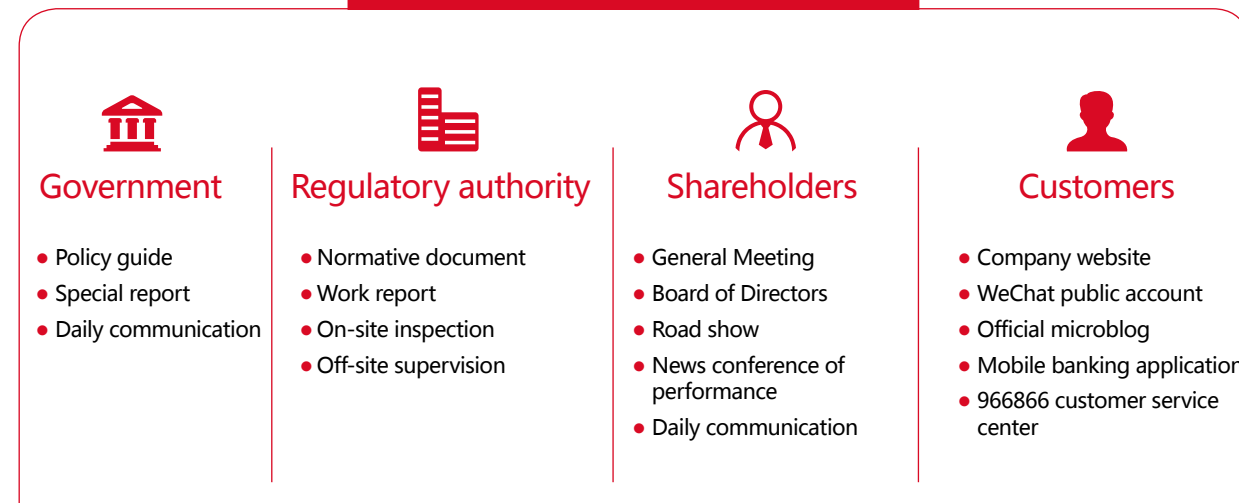 Government
Policy guide
Special report
Daily communication
Regulatory authority
Normative document
Work report
On-site inspection
Off-site supervision
Shareholders
General Meeting
Board of Directors
Road show
News conference of
performance
Daily communication
Customers
Company website
WeChat public account
Official microblog
Mobile banking application
966866 customer service
center